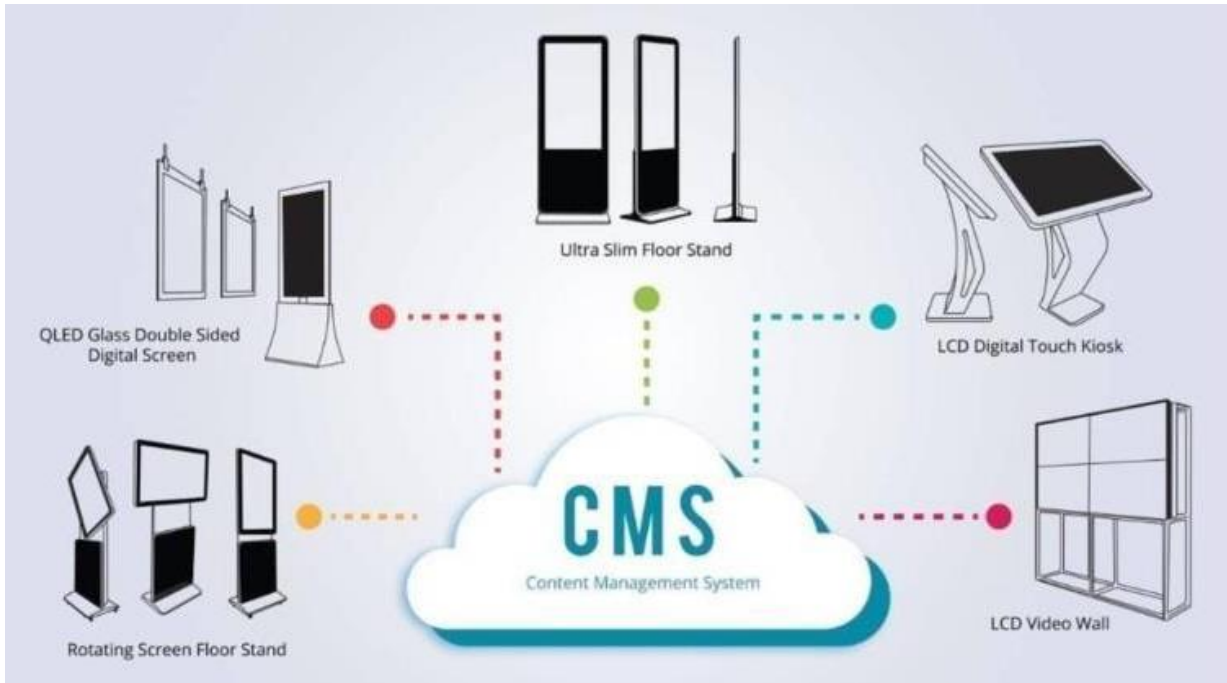 Ultra Slim Floor Stand
QLED Glass Double Sided
Digital Screen
LCD Digital Touch Kiosk
CMS
Content Management System
Rotating Screen Floor Stand
LCD Video Wall